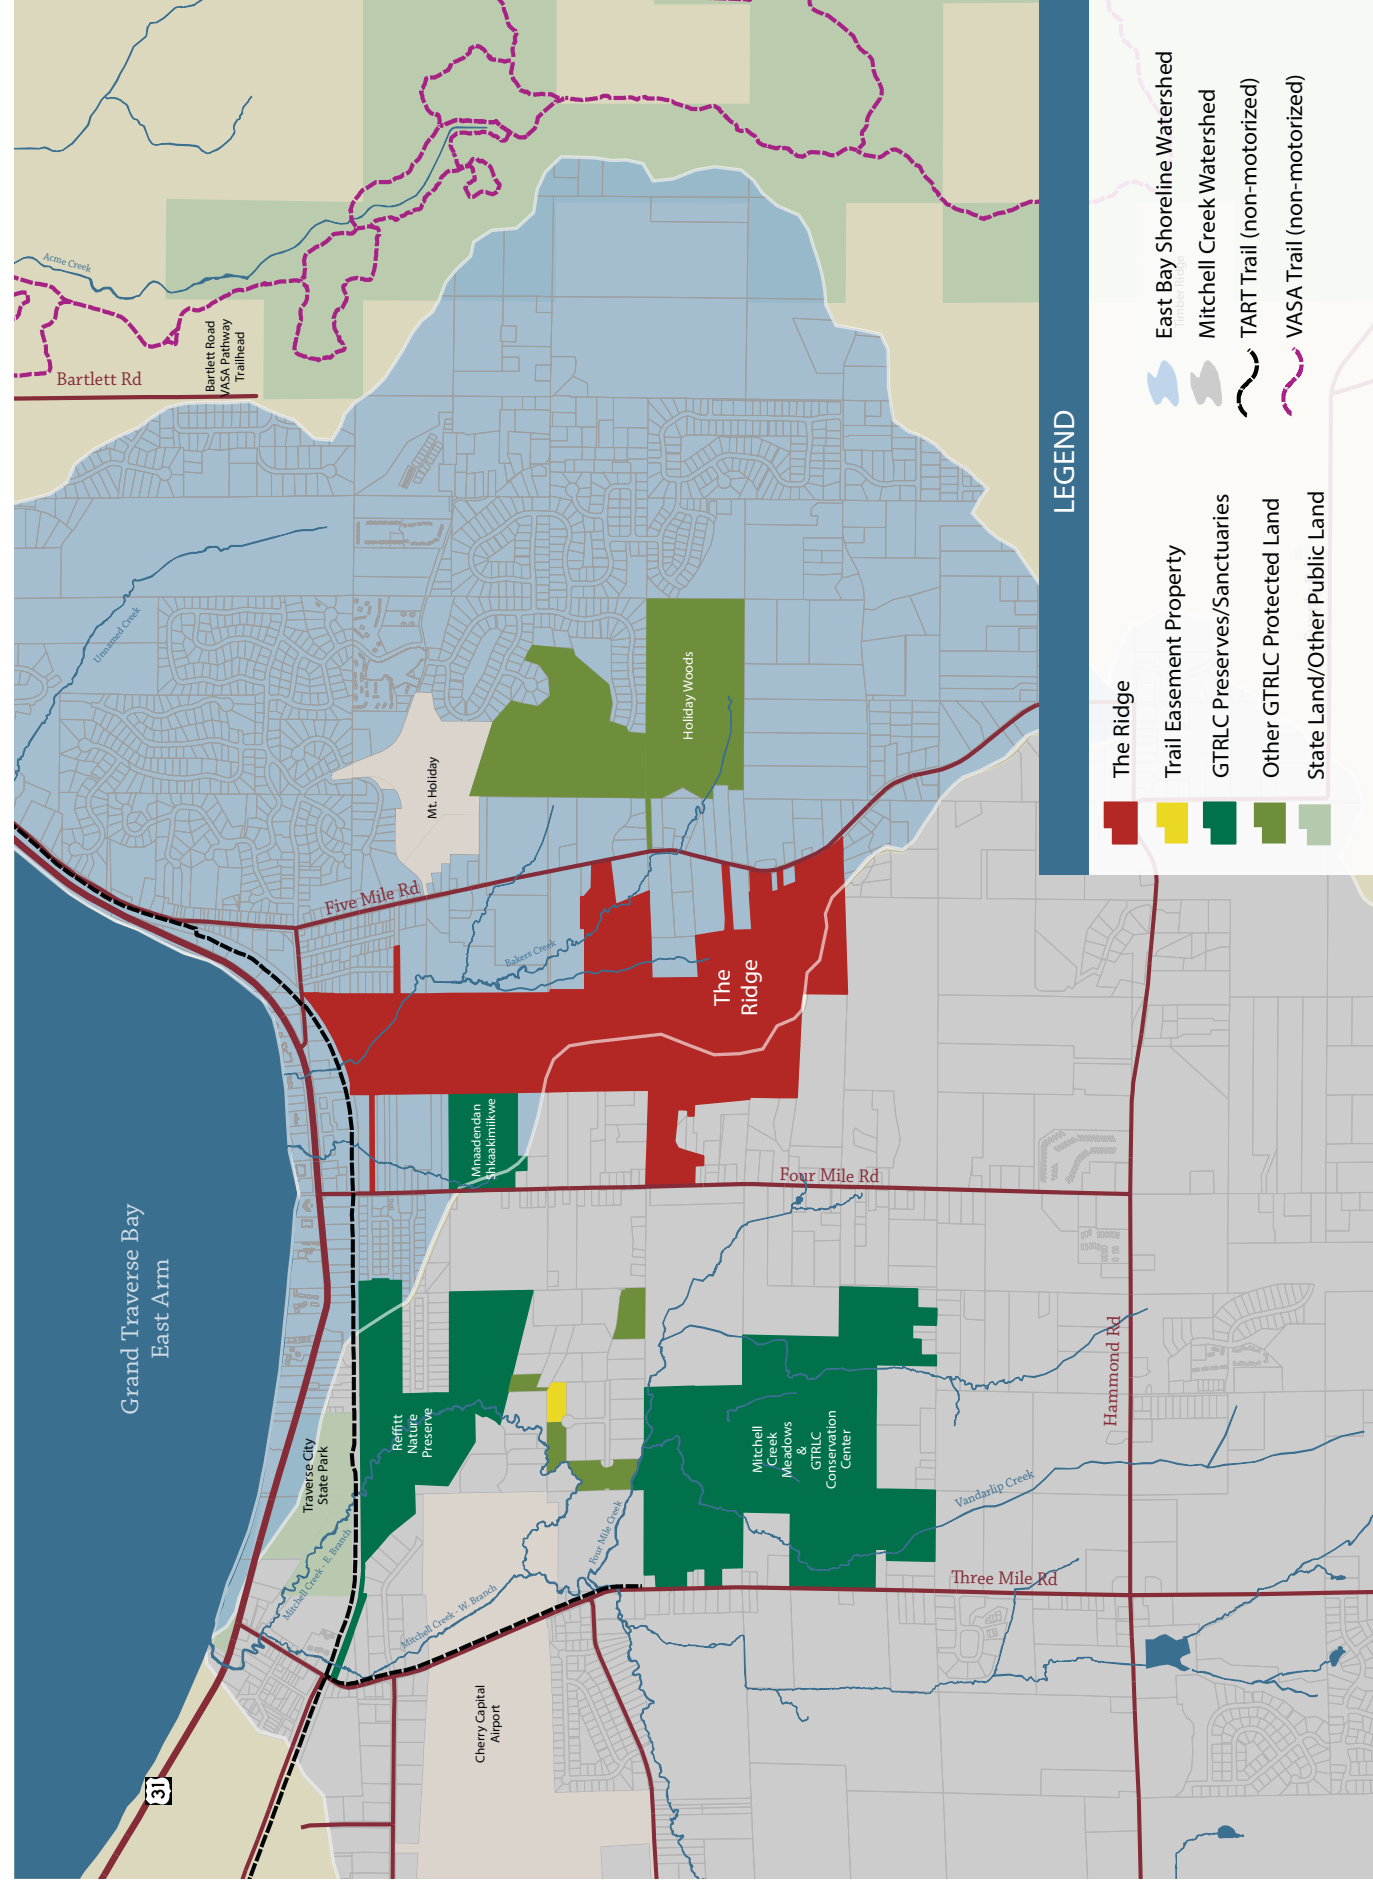 Grand Traverse Bay
East Arm
31
Acme Creek
Bartlett Rd
Bartlett Road
VASA Pathway
Trailhead
Unnamed Creek
Five Mile Rd
Mt. Holiday
Holiday Woods
Bakers Creek
The
Ridge
Mnaadendan
Shkaakimiikwe
Four Mile Rd
Traverse City
State Park
Reffitt
Nature
Preserve
Mitchell
Creek
Meadows
&
GTRLC
Conservation
Center
Hammond Rd
Vandarlip Creek
Four Mile Creek
Three Mile Rd
Mitchell Creek - E. Branch
Mitchell Creek - W. Branch
Cherry Capital
Airport
LEGEND
The Ridge
Trail Easement Property
GTRLC Preserves/Sanctuaries
Other GTRLC Protected Land
State Land/Other Public Land
East Bay Shoreline Watershed
Mitchell Creek Watershed
TART Trail (non-motorized)
VASA Trail (non-motorized)
Timber Ridge